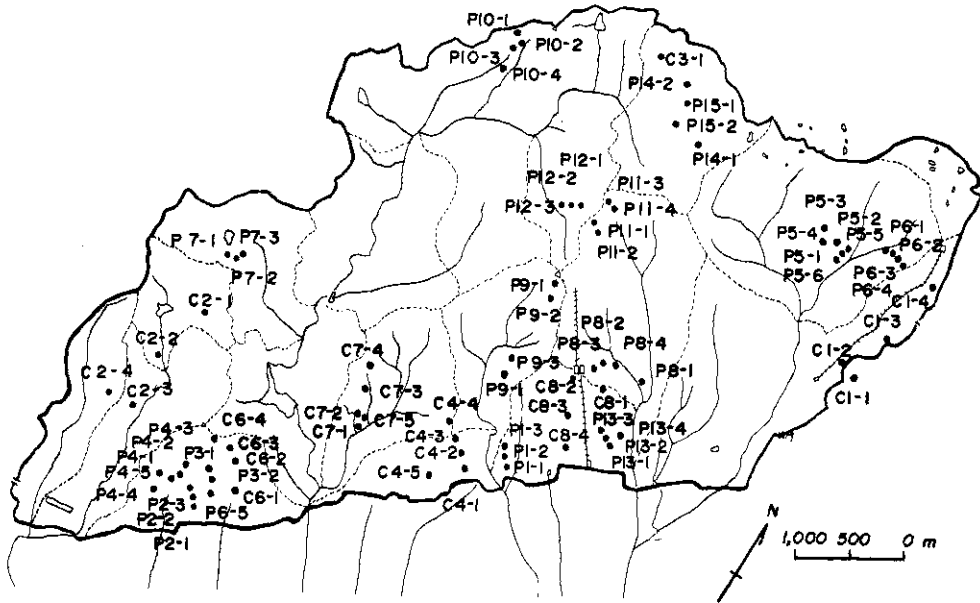 P10-1
P10-2
P10-3
P10-4
C3-1
P14-2
P15-1
P15-2
P14-1
P12-1
P12-2
P12-3
P11-3
P11-4
P11-1
P11-2
P5-3
P5-2
P5-4
P5-5
P5-1
P5-6
P6-1
P6-2
P6-3
P6-4
C1-4
C1-3
C1-2
C1-1
P7-1
P7-3
P7-2
C2-1
C2-2
C2-4
C2-3
P9-1
P9-2
P9-3
P9-1
P8-2
P8-3
P8-4
P8-1
C8-2
C8-1
C8-3
C8-4
P13-3
P13-4
P13-2
P13-1
C7-4
C7-3
C7-2
C7-5
C7-1
C4-4
C4-3
C4-2
C4-5
C4-1
P1-3
P1-2
P1-1
P4-3
P4-2
P4-1
P4-5
P4-4
C6-4
C6-3
C6-2
P3-1
P3-2
C6-1
P6-5
P2-3
P2-2
P2-1
N
1,000 500 0 m